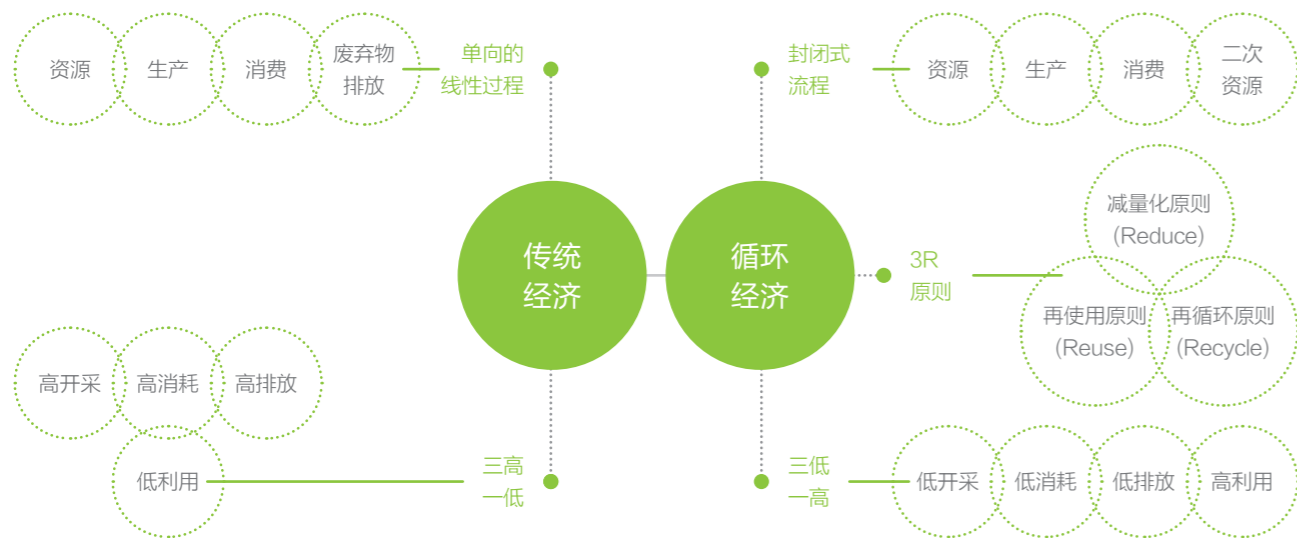 资源
生产
消费
废弃物
排放
单向的
线性过程
封闭式
流程
资源
生产
消费
二次
资源
传统
经济
循环
经济
3R
原则
减量化原则
(Reduce)
再使用原则
(Reuse)
再循环原则
(Recycle)
高开采
高消耗
高排放
低利用
三高
一低
三低
一高
低开采
低消耗
低排放
高利用